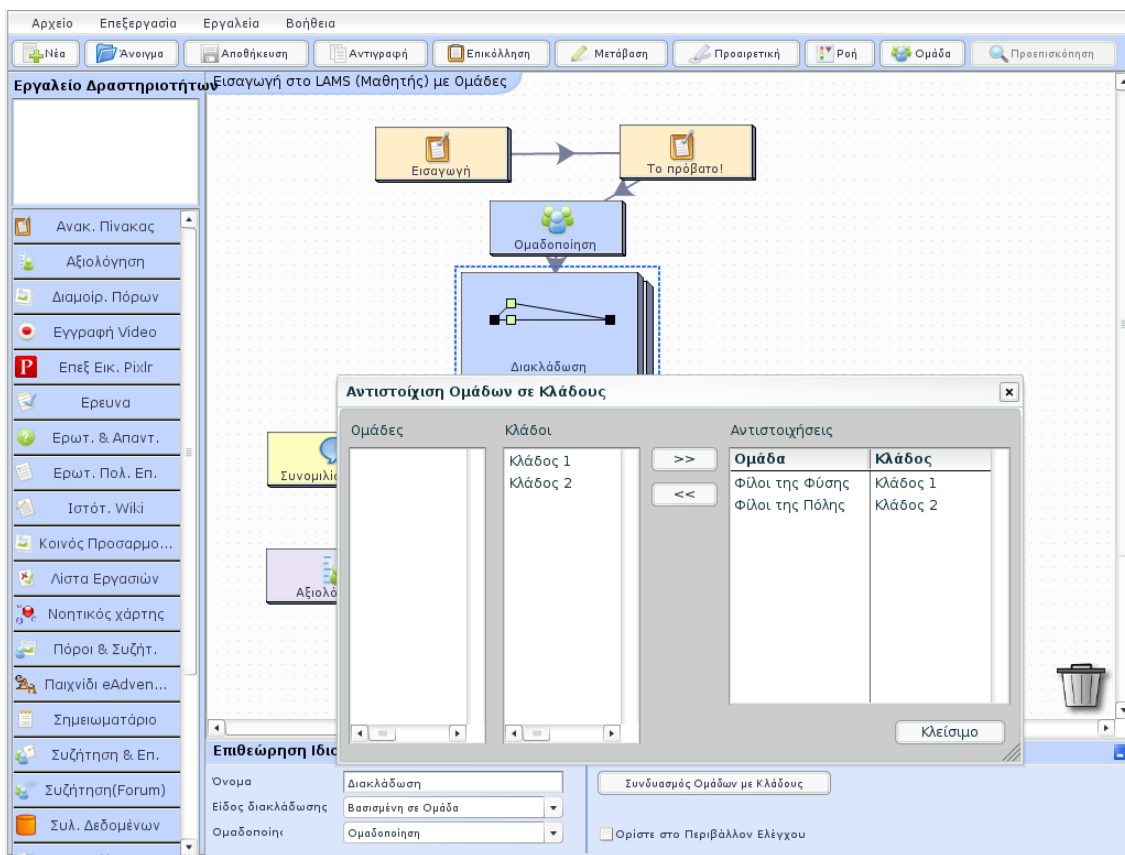 Αρχείο Επεξεργασία Εργαλεία Βοήθεια
Νέα Άνοιγμα Αποθήκευση Αντιγραφή Επικόλληση Μετάβαση Προαιρετική Ροή Ομάδα Προεπισκόπηση
Εργαλείο Δραστηριοτήτων
Εισαγωγή στο LAMS (Μαθητής) με Ομάδες
Εισαγωγή
Το πρόβατο!
Ομαδοποίηση
Διακλάδωση
Ανακ. Πίνακας
Αξιολόγηση
Διαμοίρ. Πόρων
Εγγραφή Video
Επεξ Εικ. Pixlr
Ερευνα
Ερωτ. & Απαντ.
Ερωτ. Πολ. Επ.
Ιστότ. Wiki
Κοινός Προσαρμο...
Λίστα Εργασιών
Νοητικός χάρτης
Πόροι & Συζήτ.
Παιχνίδι eAdven...
Σημειωματάριο
Συζήτηση & Επ.
Συζήτηση(Forum)
Συλ. Δεδομένων
Αντιστοίχιση Ομάδων σε Κλάδους
Ομάδες Κλάδοι Αντιστοιχήσεις
Κλάδος 1
Κλάδος 2
>>
<<
Ομάδα Κλάδος
Φίλοι της Φύσης Κλάδος 1
Φίλοι της Πόλης Κλάδος 2
Κλείσιμο
Όνομα Διακλάδωση
Είδος διακλάδωσης Βασισμένη σε Ομάδα
Ομαδοποίηση
Συνδυασμός Ομάδων με Κλάδους
Ορίστε στο Περιβάλλον Ελέγχου